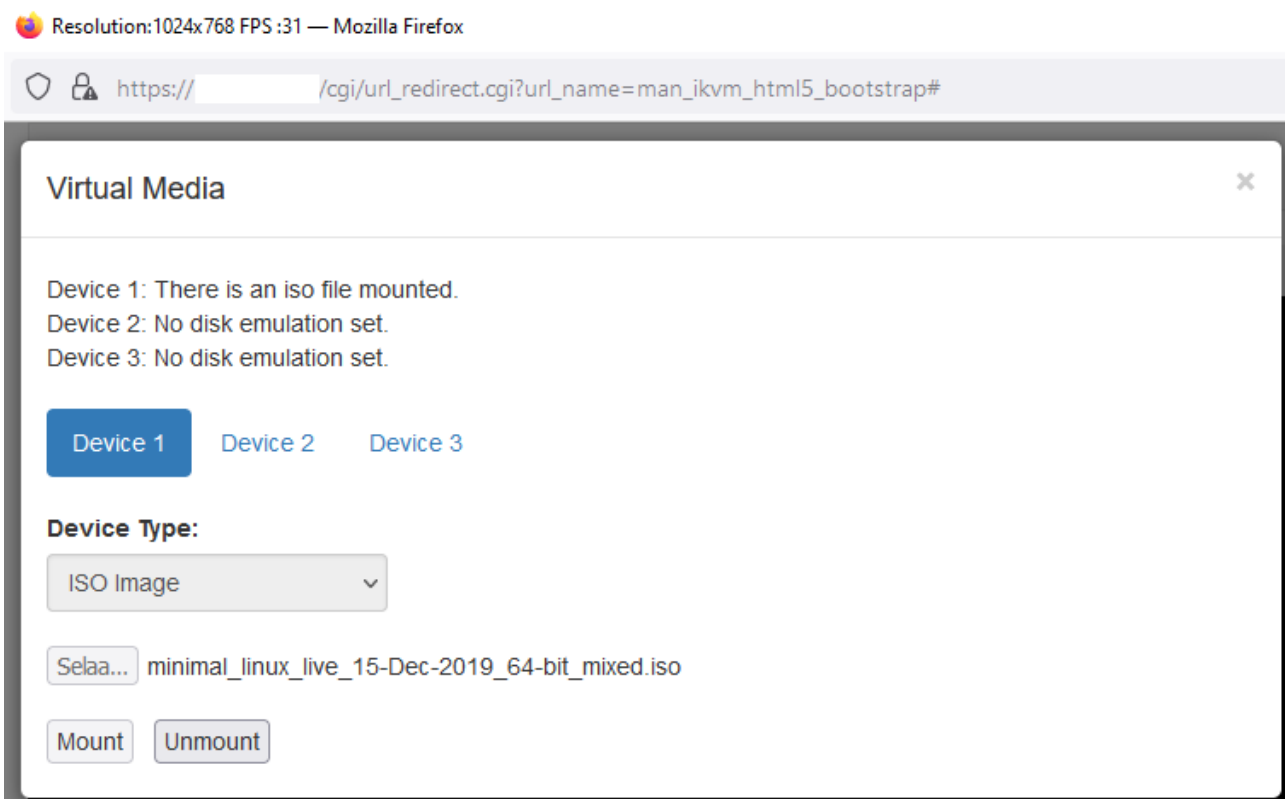 Resolution:1024x768 FPS :31 — Mozilla Firefox
https:// /cgi/url_redirect.cgi?url_name=man_ikvm_html5_bootstrap#
Virtual Media ×
Device 1: There is an iso file mounted.
Device 2: No disk emulation set.
Device 3: No disk emulation set.
Device 1 Device 2 Device 3
Device Type:
ISO Image
Selaa... minimal_linux_live_15-Dec-2019_64-bit_mixed.iso
Mount Unmount